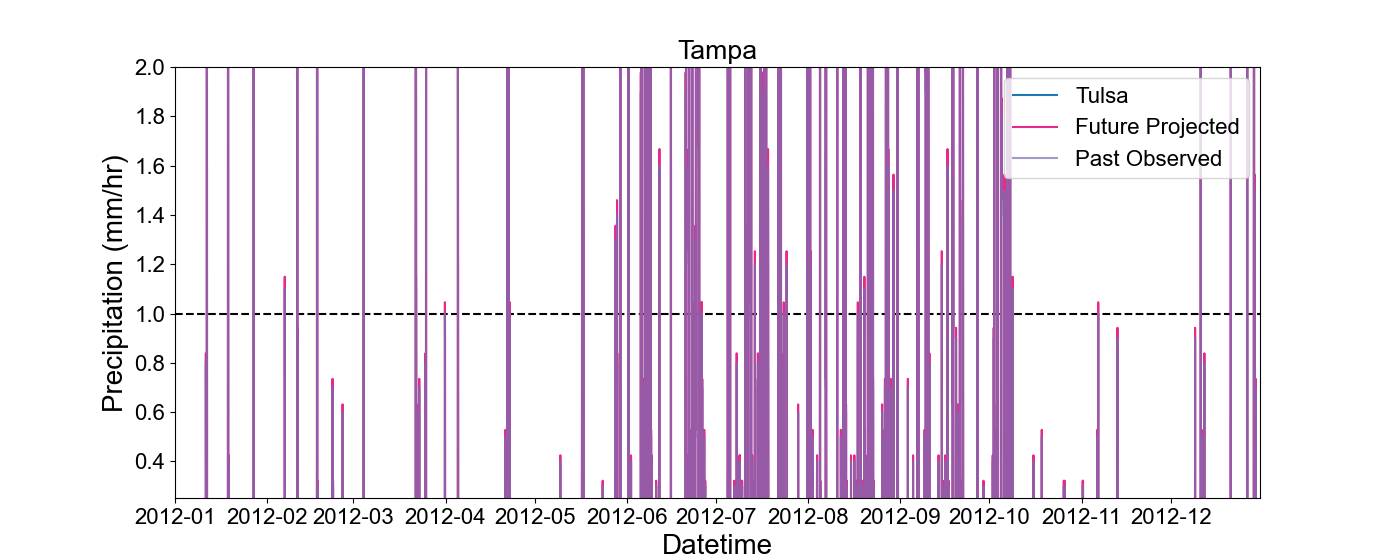 Tampa
2.0
1.8
1.6
1.4
1.2
1.0
0.8
0.6
0.4
Precipitation (mm/hr)
Tulsa
Future Projected
Past Observed
2012-01 2012-02 2012-03 2012-04 2012-05 2012-06 2012-07 2012-08 2012-09 2012-10 2012-11 2012-12
Datetime